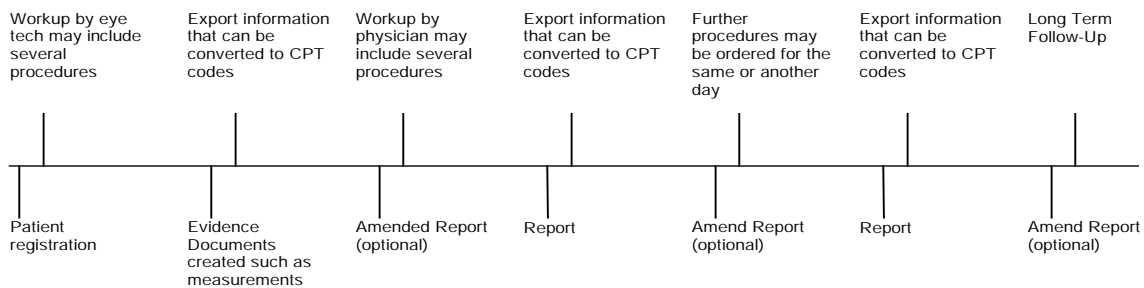 Workup by eye
tech may include
several
procedures
Export information
that can be
converted to CPT
codes
Workup by
physician may
include several
procedures
Export information
that can be
converted to CPT
codes
Further
procedures may
be ordered for the
same or another
day
Export information
that can be
converted to CPT
codes
Long Term
Follow-Up
Patient
registration
Evidence
Documents
created such as
measurements
Amended Report
(optional)
Report
Amend Report
(optional)
Report
Amend Report
(optional)